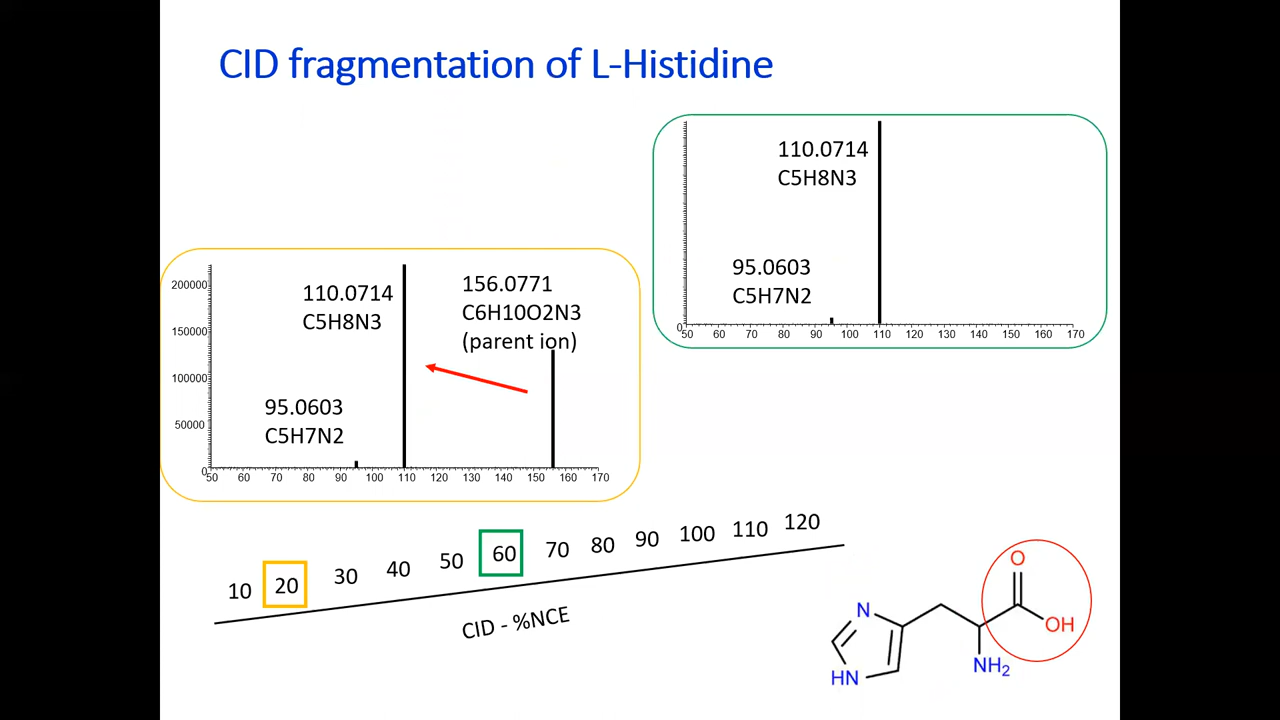 CID fragmentation of L-Histidine
110.0714
C5H8N3
95.0603
C5H7N2
0
50 60 70 80 90 100 110 120 130 140 150 160 170
200000
150000
100000
50000
0
110.0714
C5H8N3
156.0771
C6H10O2N3
(parent ion)
95.0603
C5H7N2
50 60 70 80 90 100 110 120 130 140 150 160 170
10 20 30 40 50 60 70 80 90 100 110 120
CID - %NCE
O
OH
N
HN
NH2